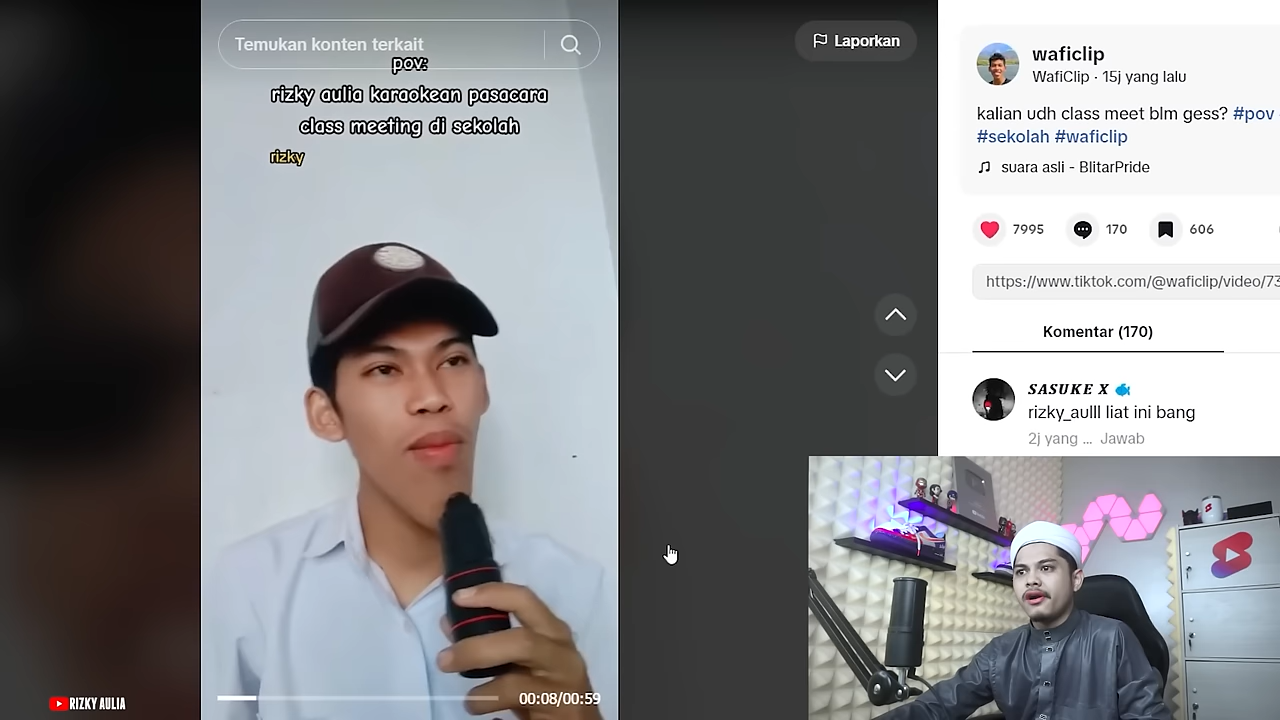 Temukan konten terkait
pov:
rizky aulia karaokean pasacara
class meeting di sekolah
rizky
Laporkan
waficlip
WafiClip · 15j yang lalu
kalian udh class meet blm gess? #pov
#sekolah #waficlip
suara asli - BlitarPride
7995
170
606
https://www.tiktok.com/@waficlip/video/73
Komentar (170)
SASUKE X
rizky_aulll liat ini bang
2j yang ... Jawab
00:08/00:59
RIZKY AULIA